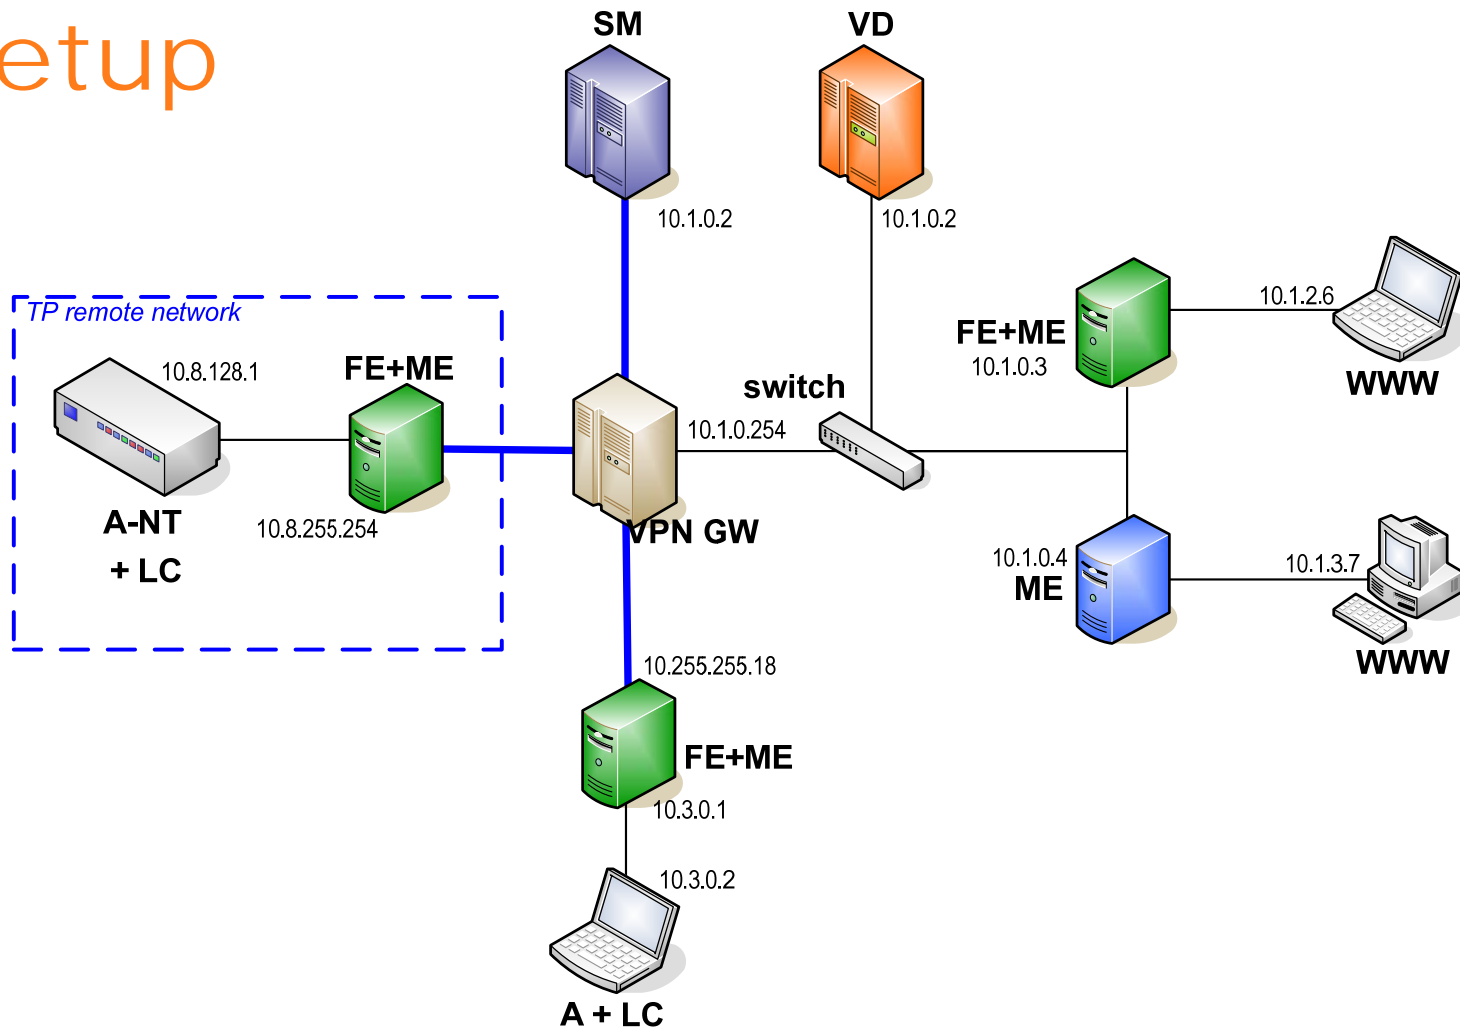 etup
SM
VD
10.1.0.2
10.1.0.2
TP remote network
10.8.128.1
FE+ME
A-NT
+ LC
10.8.255.254
VPN GW
10.1.0.254
switch
FE+ME
10.1.0.3
10.1.2.6
WWW
10.1.0.4
ME
10.1.3.7
WWW
10.255.255.18
FE+ME
10.3.0.1
10.3.0.2
A + LC